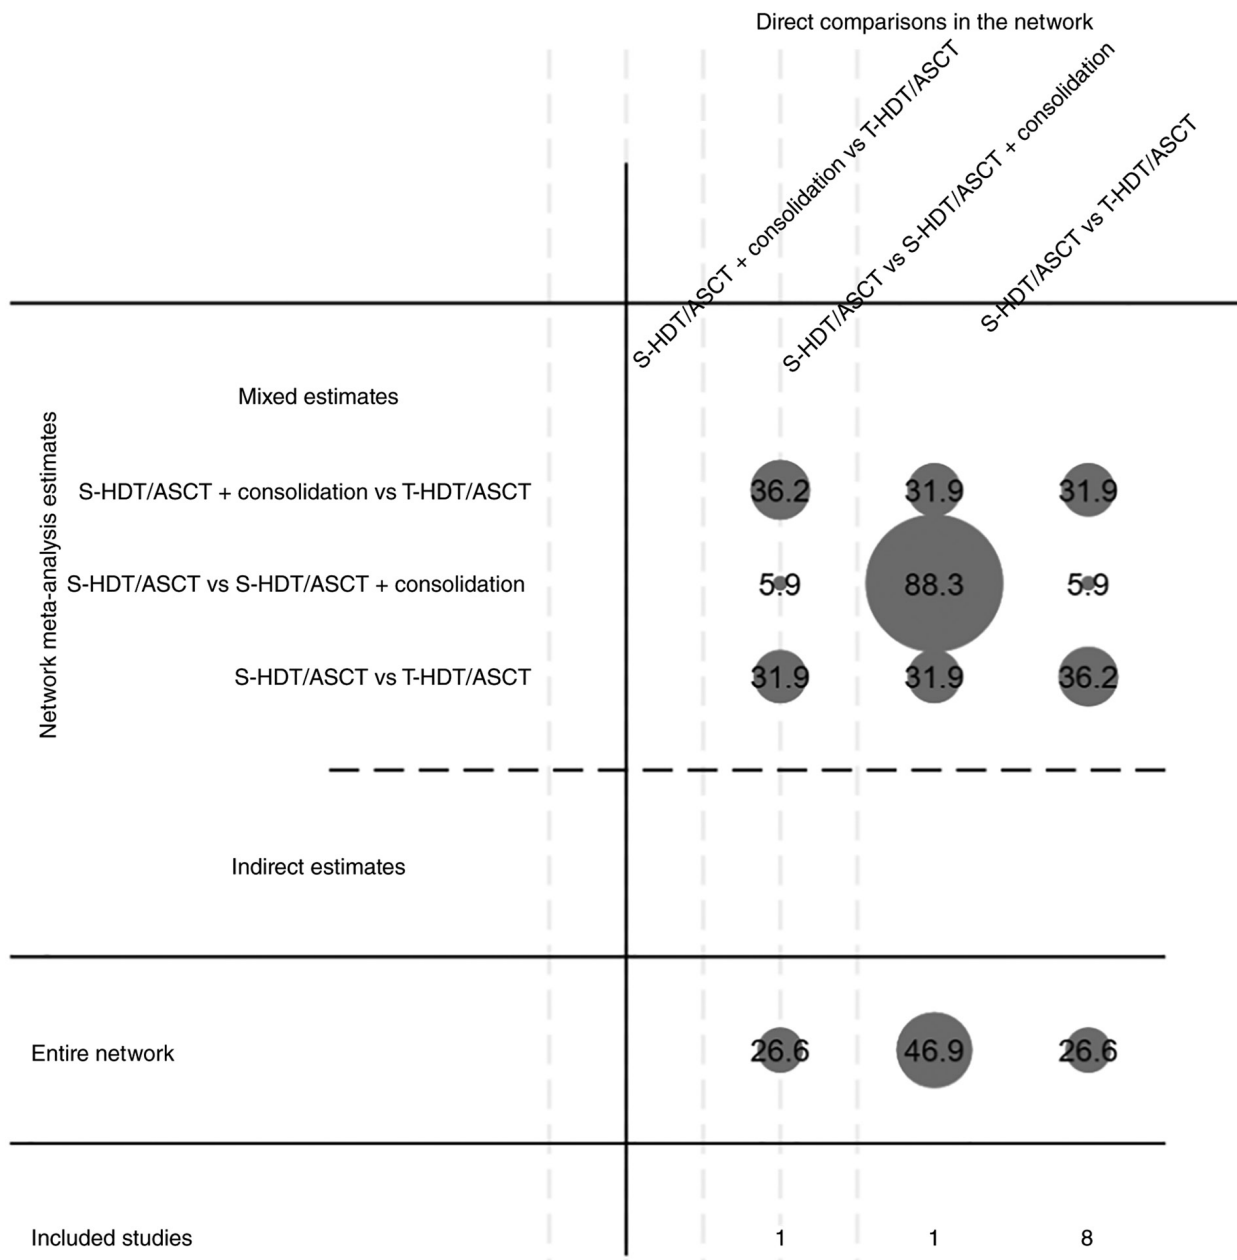 Direct comparisons in the network
S-HDT/ASCT + consolidation vs T-HDT/ASCT
S-HDT/ASCT vs S-HDT/ASCT + consolidation
S-HDT/ASCT vs T-HDT/ASCT
Network meta-analysis estimates
Mixed estimates
S-HDT/ASCT + consolidation vs T-HDT/ASCT 36.2 31.9 31.9
S-HDT/ASCT vs S-HDT/ASCT + consolidation 5.9 88.3 5.9
S-HDT/ASCT vs T-HDT/ASCT 31.9 31.9 36.2
Indirect estimates
Entire network 26.6 46.9 26.6
Included studies 1 1 8